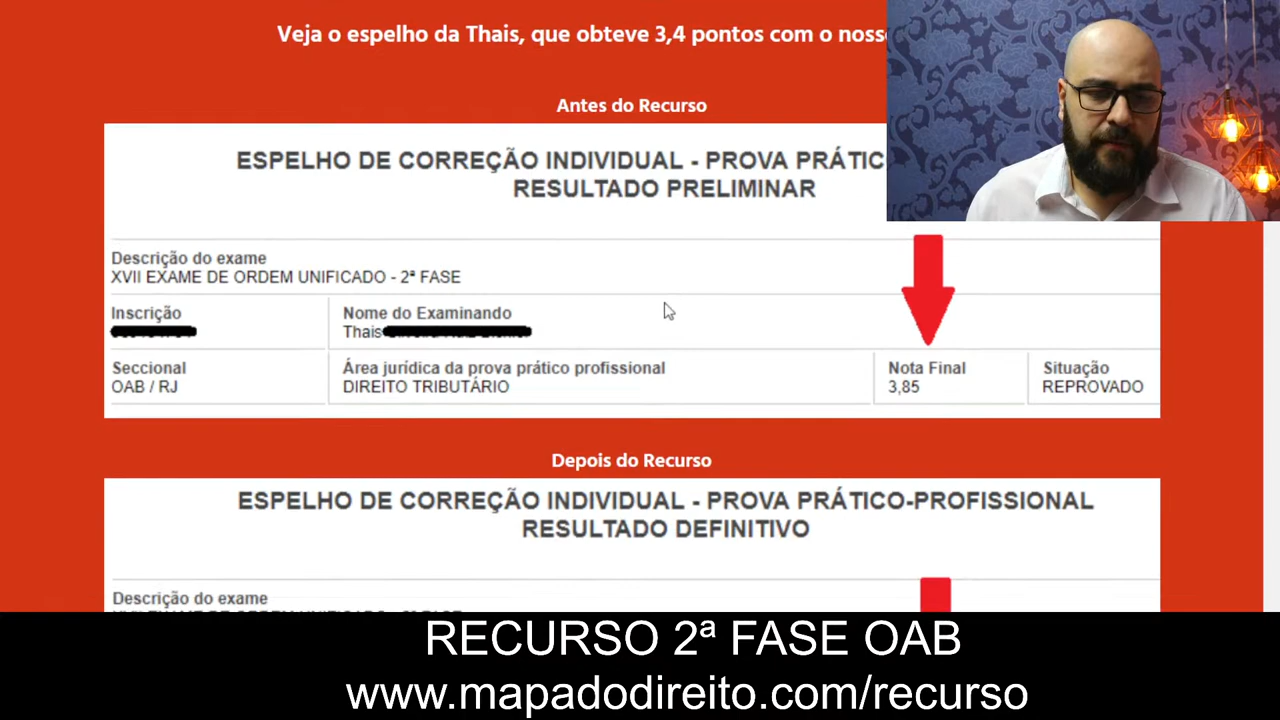 Veja o espelho da Thais, que obteve 3,4 pontos com o nosso
Antes do Recurso
ESPELHO DE CORREÇÃO INDIVIDUAL - PROVA PRÁTIC
RESULTADO PRELIMINAR
Descrição do exame
XVII EXAME DE ORDEM UNIFICADO - 2ª FASE
Inscrição
Nome do Examinando
Thais
Seccional
Área jurídica da prova prático profissional
Nota Final
Situação
OAB / RJ
DIREITO TRIBUTÁRIO
3,85
REPROVADO
Depois do Recurso
ESPELHO DE CORREÇÃO INDIVIDUAL - PROVA PRÁTICO-PROFISSIONAL
RESULTADO DEFINITIVO
Descrição do exame
RECURSO 2ª FASE OAB
www.mapadodireito.com/recurso